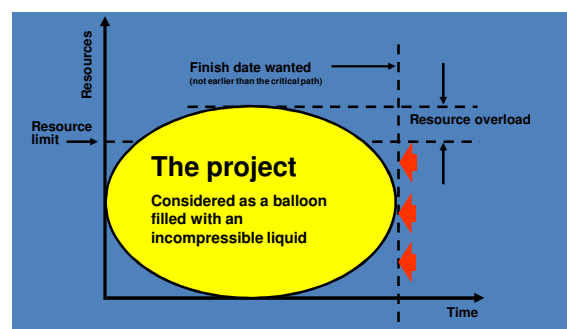 Resources
Finish date wanted
(not earlier than the critical path)
Resource overload
Resource
limit
The project
Considered as a balloon
filled with an
incompressible liquid
Time